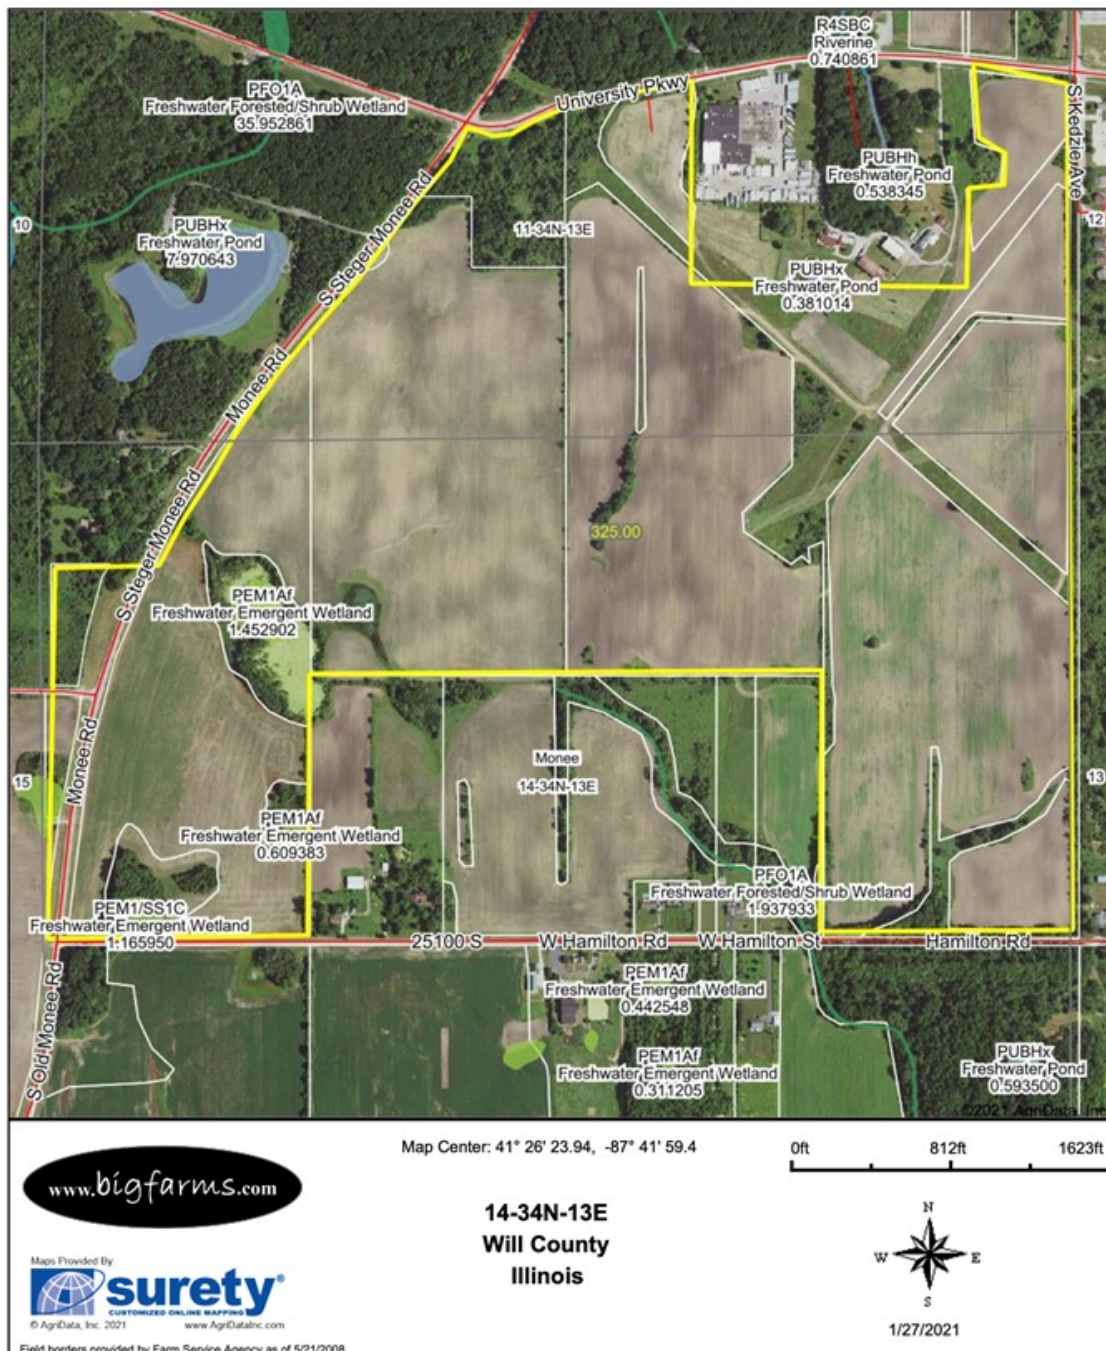 R4SBC
Riverine
0.740861
PFO1A
Freshwater Forested/Shrub Wetland
35.952861
University Pkwy
S Kedzie Ave
PUBHh
Freshwater Pond
0.538345
S Steger Monee Rd
10
PUBHx
Freshwater Pond
7.970643
11-34N-13E
12
PUBHx
Freshwater Pond
0.381014
Monee Rd
S Steger Monee Rd
325.00
PEM1Af
Freshwater Emergent Wetland
1.452902
Monee Rd
Monee
14-34N-13E
15
13
PEM1Af
Freshwater Emergent Wetland
0.609383
PFO1A
Freshwater Forested/Shrub Wetland
1.937933
PEM1/SS1C
Freshwater Emergent Wetland
1.165950
25100 S
W Hamilton Rd
W Hamilton St
Hamilton Rd
S Old Monee Rd
PEM1Af
Freshwater Emergent Wetland
0.442548
PEM1Af
Freshwater Emergent Wetland
0.311205
PUBHx
Freshwater Pond
0.593500
©2021 AgriData, Inc
Map Center: 41° 26' 23.94, -87° 41' 59.4
0ft 812ft 1623ft
www.bigfarms.com
14-34N-13E
Will County
Illinois
N
W E
S
Maps Provided By
surety®
CUSTOMIZED ONLINE MAPPING
© AgriData, Inc. 2021 www.AgriDataInc.com
1/27/2021
Field borders provided by Farm Service Agency as of 5/21/2008